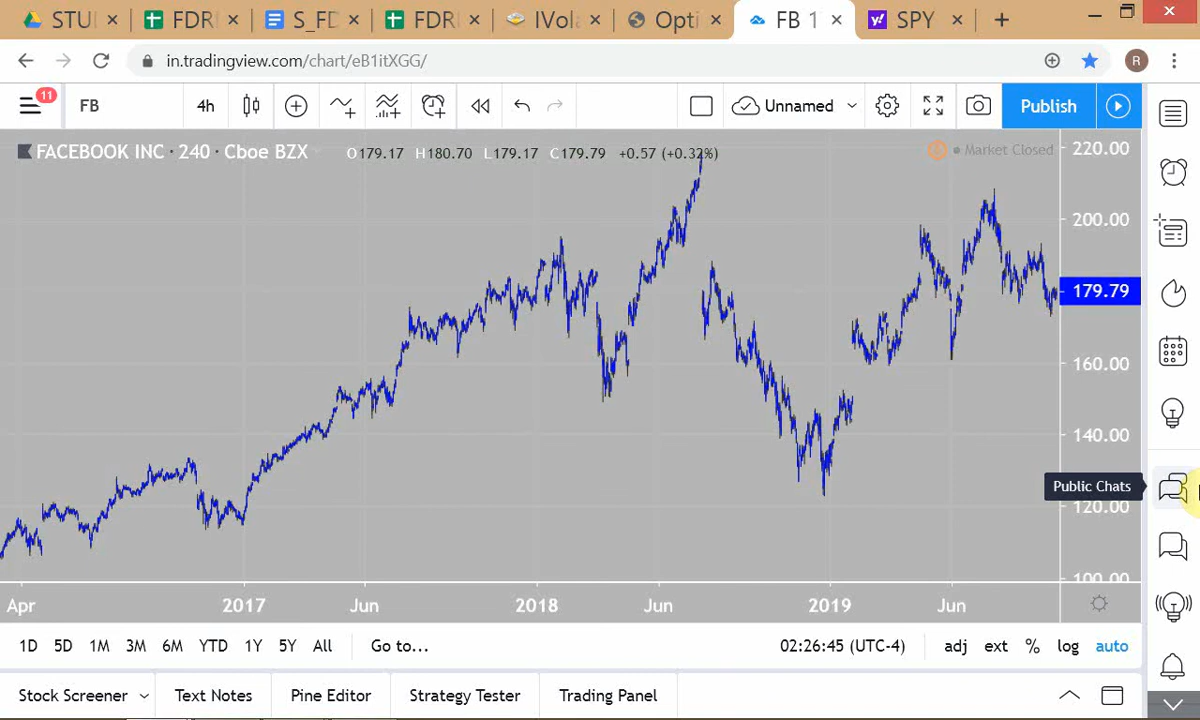 STUI FDRI S_FD FDRI IVola Opti FB 1 SPY
in.tradingview.com/chart/eB1itXGG/ R
11 FB 4h Unnamed Publish
FACEBOOK INC · 240 · Cboe BZX O179.17 H180.70 L179.17 C179.79 +0.57 (+0.32%) Market Closed
220.00
200.00
179.79
160.00
140.00
Public Chats
120.00
100.00
Apr 2017 Jun 2018 Jun 2019 Jun
1D 5D 1M 3M 6M YTD 1Y 5Y All Go to... 02:26:45 (UTC-4) adj ext % log auto
Stock Screener Text Notes Pine Editor Strategy Tester Trading Panel